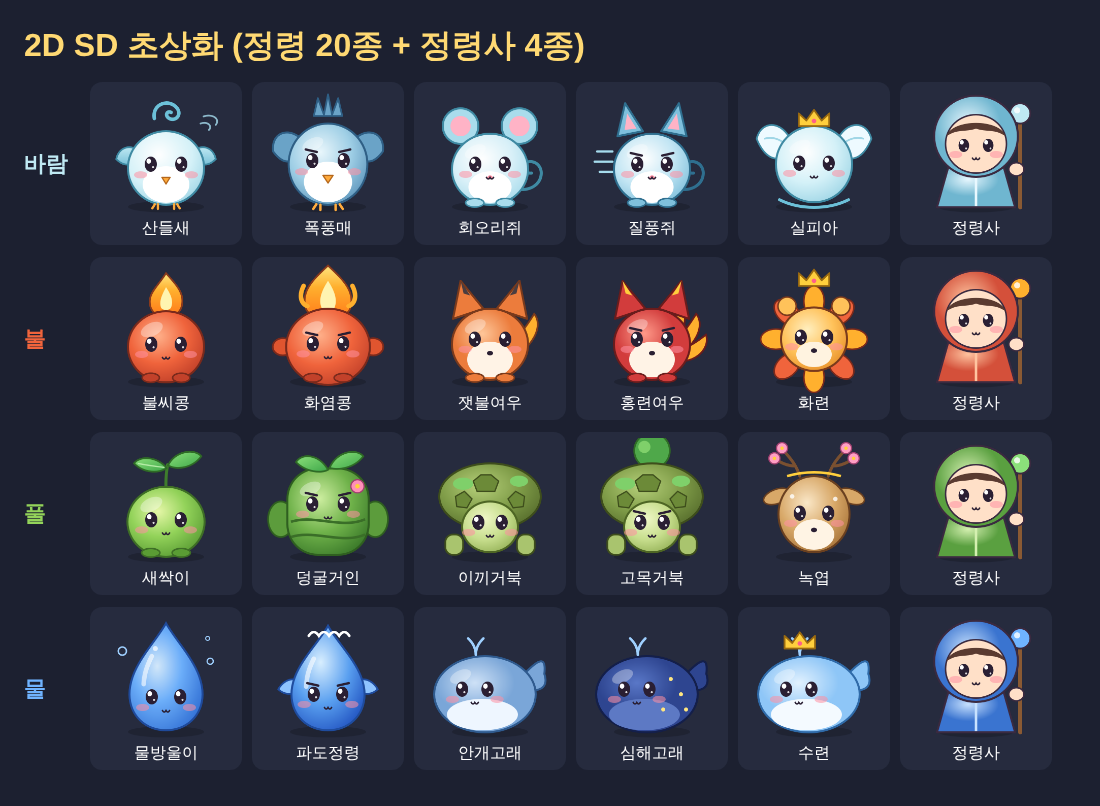 2D SD 초상화 (정령 20종 + 정령사 4종)
바람
산들새
폭풍매
회오리쥐
질풍쥐
실피아
정령사
불
불씨콩
화염콩
잿불여우
홍련여우
화련
정령사
풀
새싹이
덩굴거인
이끼거북
고목거북
녹엽
정령사
물
물방울이
파도정령
안개고래
심해고래
수련
정령사